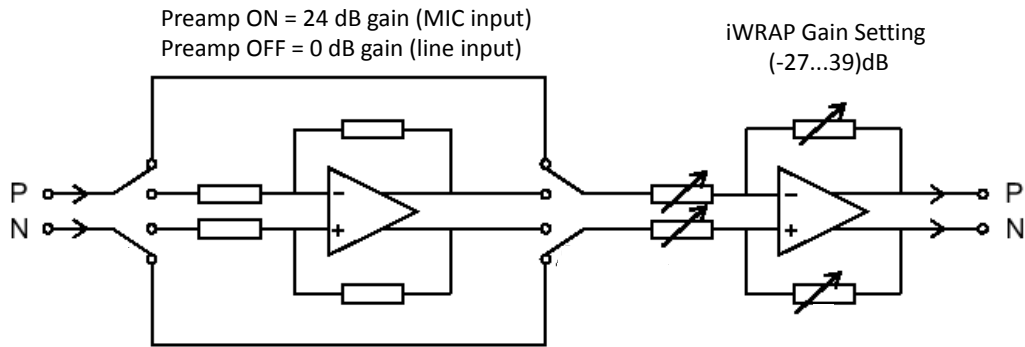 Preamp ON = 24 dB gain (MIC input)
Preamp OFF = 0 dB gain (line input)
iWRAP Gain Setting
(-27...39)dB
P
N
−
+
−
+
P
N